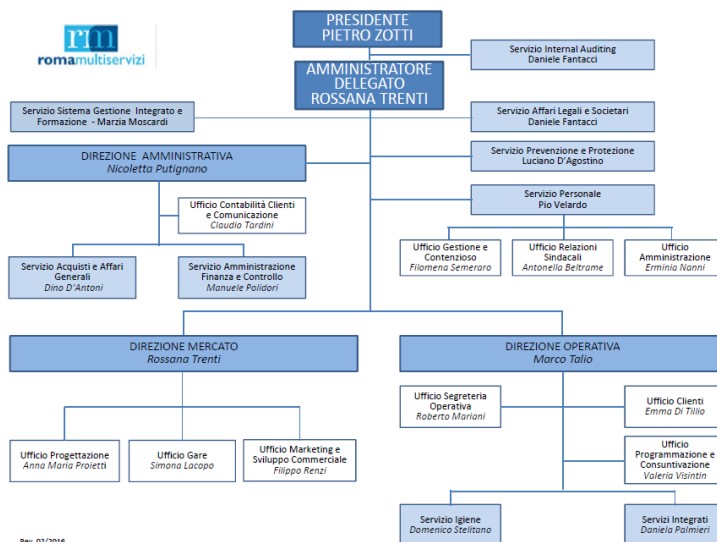 rm
romamultiservizi
PRESIDENTE
PIETRO ZOTTI
Servizio Internal Auditing
Daniele Fantacci
AMMINISTRATORE
DELEGATO
ROSSANA TRENTI
Servizio Sistema Gestione Integrato e
Formazione - Marzia Moscardi
Servizio Affari Legali e Societari
Daniele Fantacci
DIREZIONE AMMINISTRATIVA
Nicoletta Putignano
Servizio Prevenzione e Protezione
Luciano D'Agostino
Servizio Personale
Pio Velardo
Ufficio Contabilità Clienti
e Comunicazione
Claudio Tardini
Ufficio Gestione e
Contenzioso
Filomena Semeraro
Ufficio Relazioni
Sindacali
Antonella Beltrame
Ufficio
Amministrazione
Erminia Nanni
Servizio Acquisti e Affari
Generali
Dino D'Antoni
Servizio Amministrazione
Finanza e Controllo
Manuele Polidori
DIREZIONE MERCATO
Rossana Trenti
DIREZIONE OPERATIVA
Marco Talio
Ufficio Segreteria
Operativa
Roberto Mariani
Ufficio Clienti
Emma Di Tillio
Ufficio Progettazione
Anna Maria Proietti
Ufficio Gare
Simona Lacopo
Ufficio Marketing e
Sviluppo Commerciale
Filippo Renzi
Ufficio
Programmazione e
Consuntivazione
Valeria Visintin
Servizio Igiene
Domenico Stelitano
Servizi Integrati
Daniela Palmieri
Rev. 02/2016